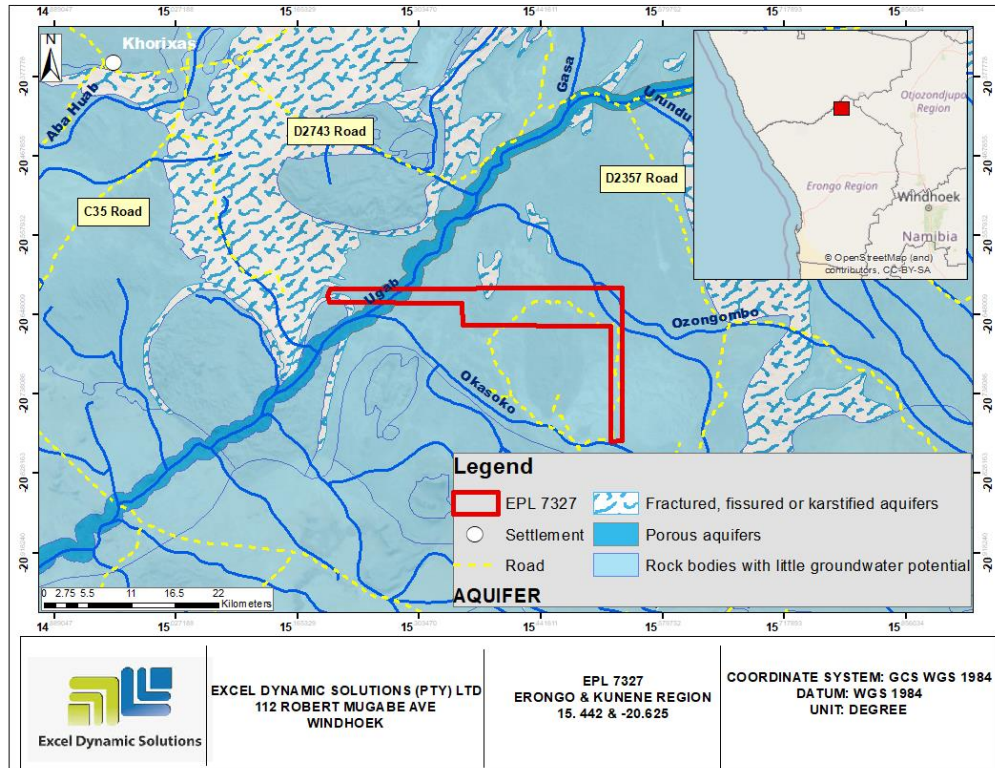 N
Khorixas
Aba Huab
D2743 Road
C35 Road
Gasa
Urundu
D2357 Road
Ugab
Ozongombo
Okasoko
Otjozondjupa
Region
Erongo Region
Windhoek
Namibia
© OpenStreetMap (and)
contributors, CC-BY-SA
Legend
EPL 7327
Settlement
Road
Fractured, fissured or karstified aquifers
Porous aquifers
Rock bodies with little groundwater potential
AQUIFER
0 2.75 5.5 11 16.5 22
Kilometers
Excel Dynamic Solutions
EXCEL DYNAMIC SOLUTIONS (PTY) LTD
112 ROBERT MUGABE AVE
WINDHOEK
EPL 7327
ERONGO & KUNENE REGION
15. 442 & -20.625
COORDINATE SYSTEM: GCS WGS 1984
DATUM: WGS 1984
UNIT: DEGREE